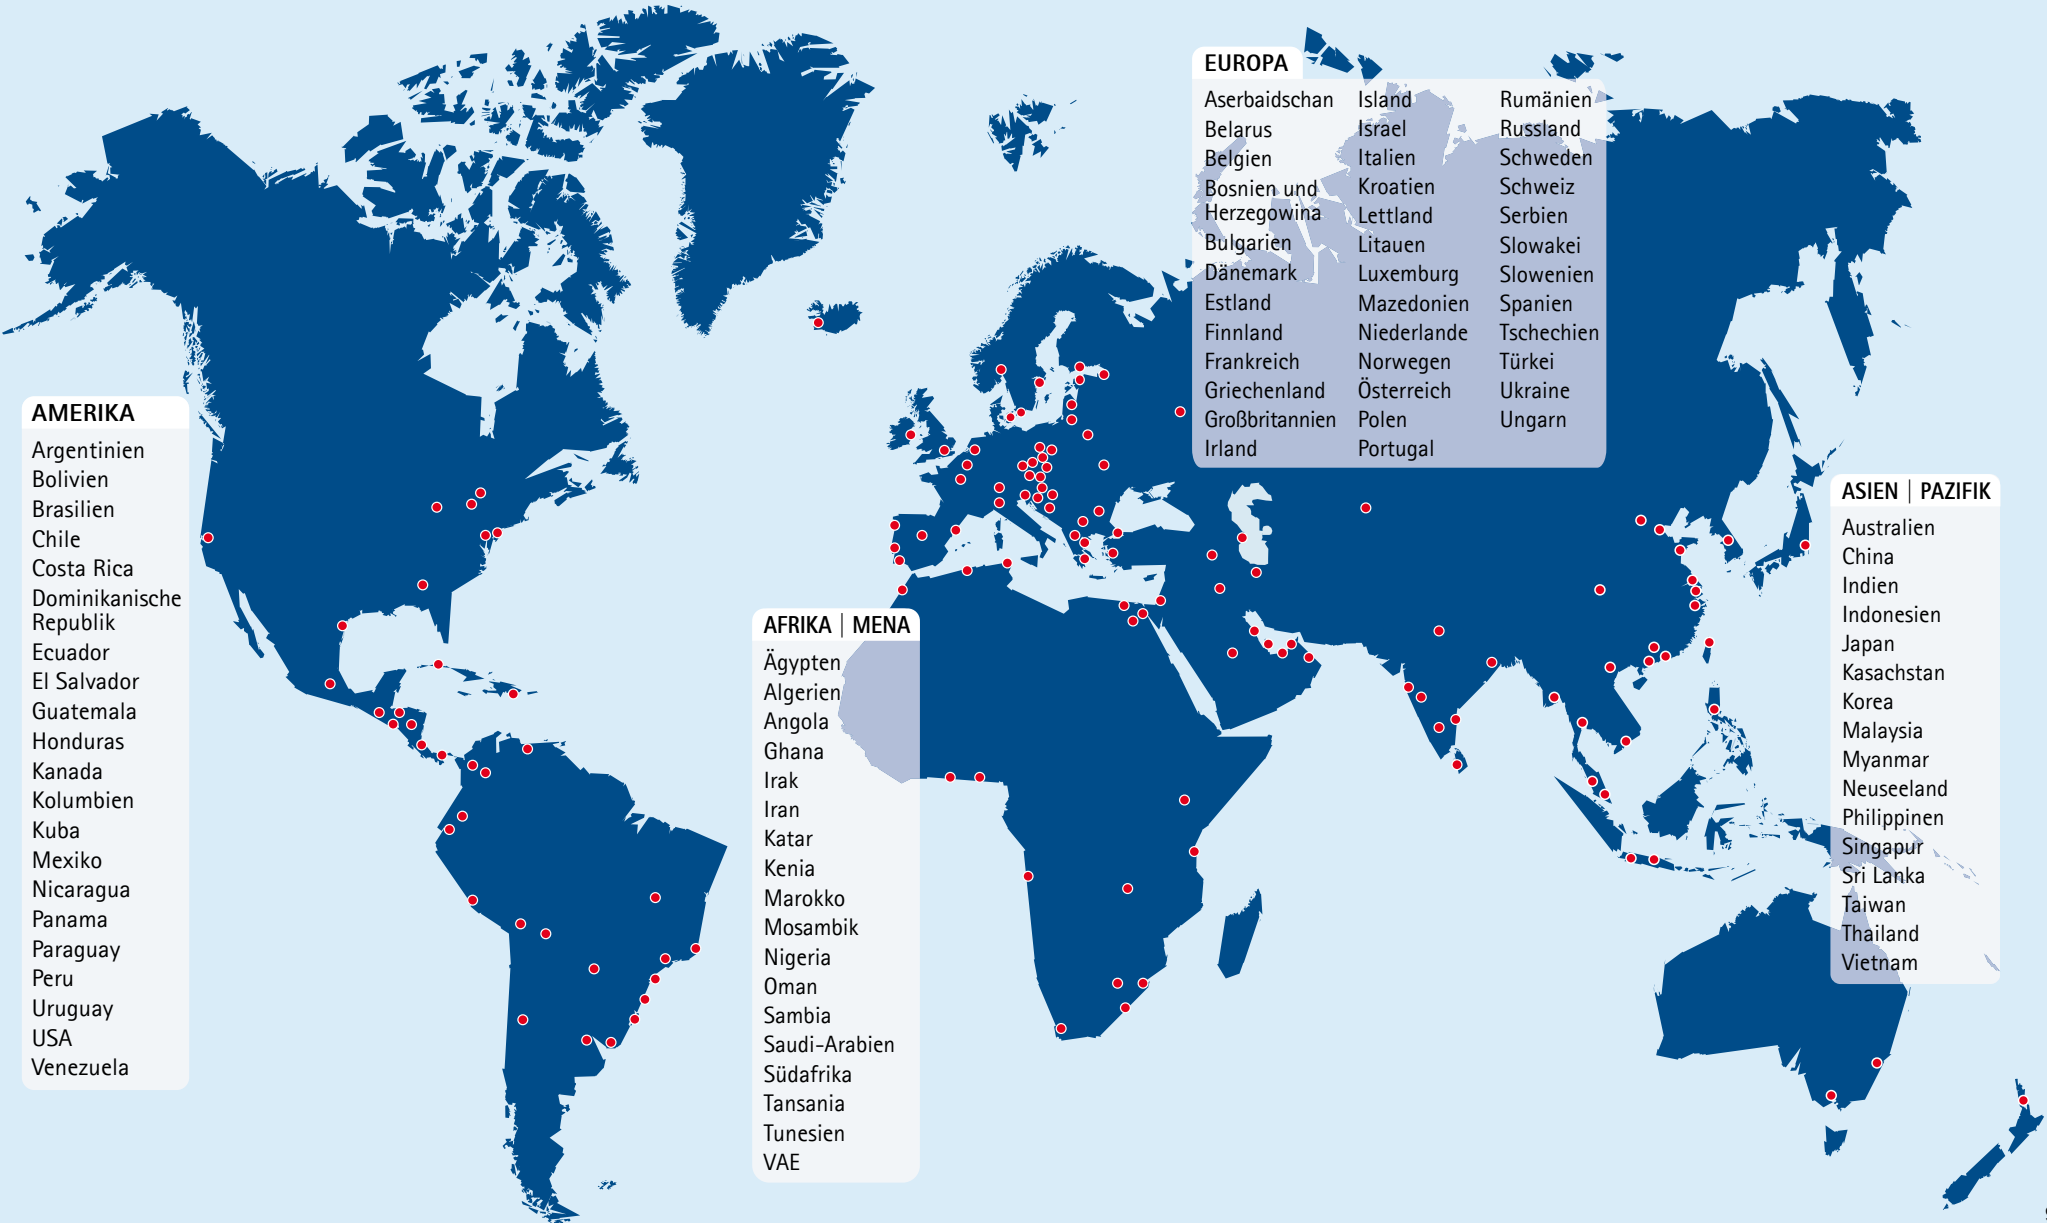 EUROPA
Aserbaidschan
Belarus
Belgien
Bosnien und
Herzegowina
Bulgarien
Dänemark
Estland
Finnland
Frankreich
Griechenland
Großbritannien
Irland
Island
Israel
Italien
Kroatien
Lettland
Litauen
Luxemburg
Mazedonien
Niederlande
Norwegen
Österreich
Polen
Portugal
Rumänien
Russland
Schweden
Schweiz
Serbien
Slowakei
Slowenien
Spanien
Tschechien
Türkei
Ukraine
Ungarn
AMERIKA
Argentinien
Bolivien
Brasilien
Chile
Costa Rica
Dominikanische
Republik
Ecuador
El Salvador
Guatemala
Honduras
Kanada
Kolumbien
Kuba
Mexiko
Nicaragua
Panama
Paraguay
Peru
Uruguay
USA
Venezuela
AFRIKA | MENA
Ägypten
Algerien
Angola
Ghana
Irak
Iran
Katar
Kenia
Marokko
Mosambik
Nigeria
Oman
Sambia
Saudi-Arabien
Südafrika
Tansania
Tunesien
VAE
ASIEN | PAZIFIK
Australien
China
Indien
Indonesien
Japan
Kasachstan
Korea
Malaysia
Myanmar
Neuseeland
Philippinen
Singapur
Sri Lanka
Taiwan
Thailand
Vietnam